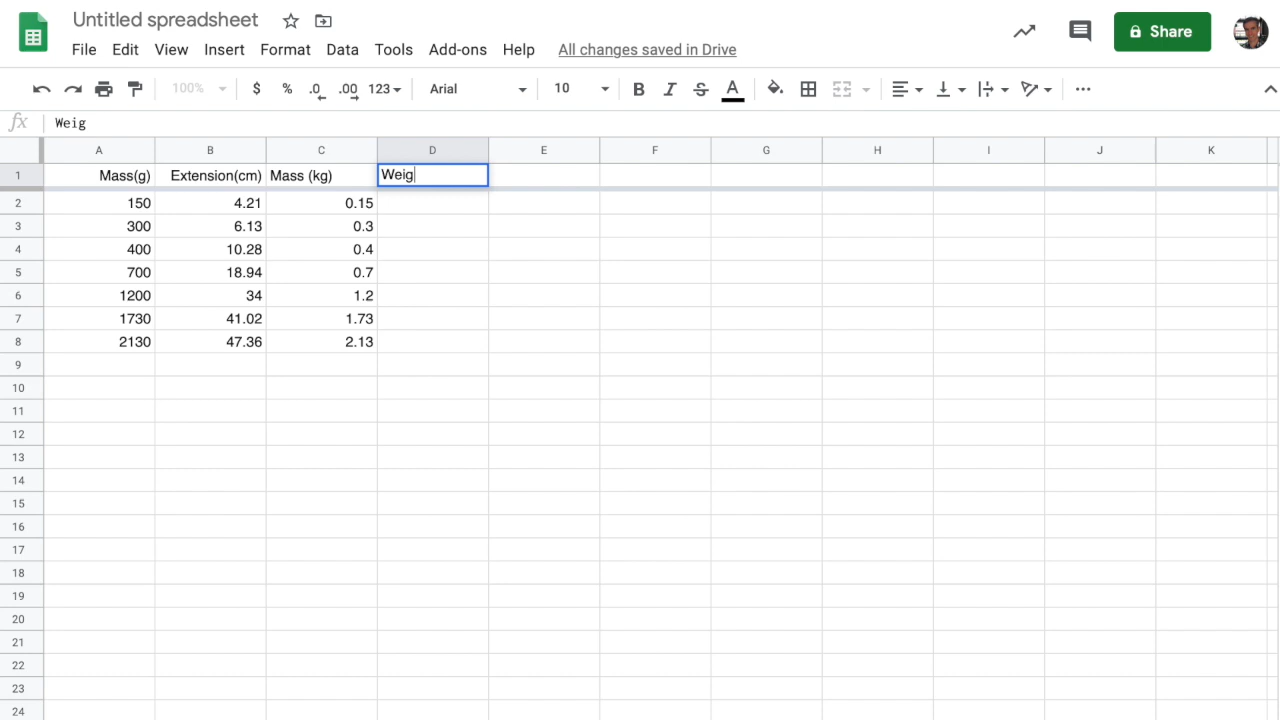 Untitled spreadsheet
File Edit View Insert Format Data Tools Add-ons Help All changes saved in Drive
Share
100% $ % .0 .00 123 Arial 10 B I S A ...
fx Weig
A B C D E F G H I J K
1 Mass(g) Extension(cm) Mass (kg) Weig
2 150 4.21 0.15
3 300 6.13 0.3
4 400 10.28 0.4
5 700 18.94 0.7
6 1200 34 1.2
7 1730 41.02 1.73
8 2130 47.36 2.13
9
10
11
12
13
14
15
16
17
18
19
20
21
22
23
24